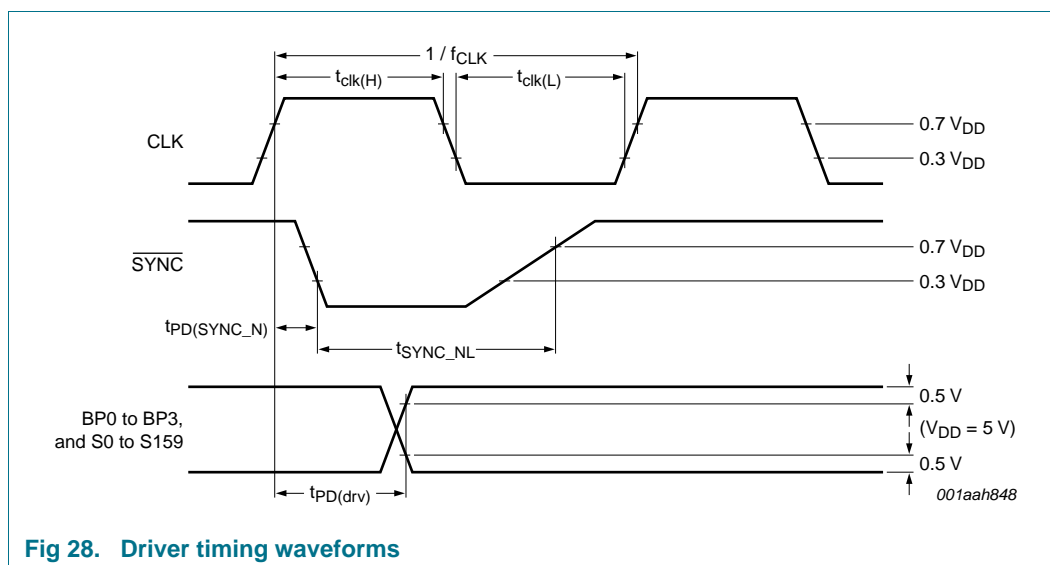 1 / fCLK
tclk(H)
tclk(L)
CLK
0.7 VDD
0.3 VDD
SYNC
0.7 VDD
0.3 VDD
tPD(SYNC_N)
tSYNC_NL
BP0 to BP3,
and S0 to S159
0.5 V
(VDD = 5 V)
0.5 V
tPD(drv)
001aah848
Fig 28. Driver timing waveforms